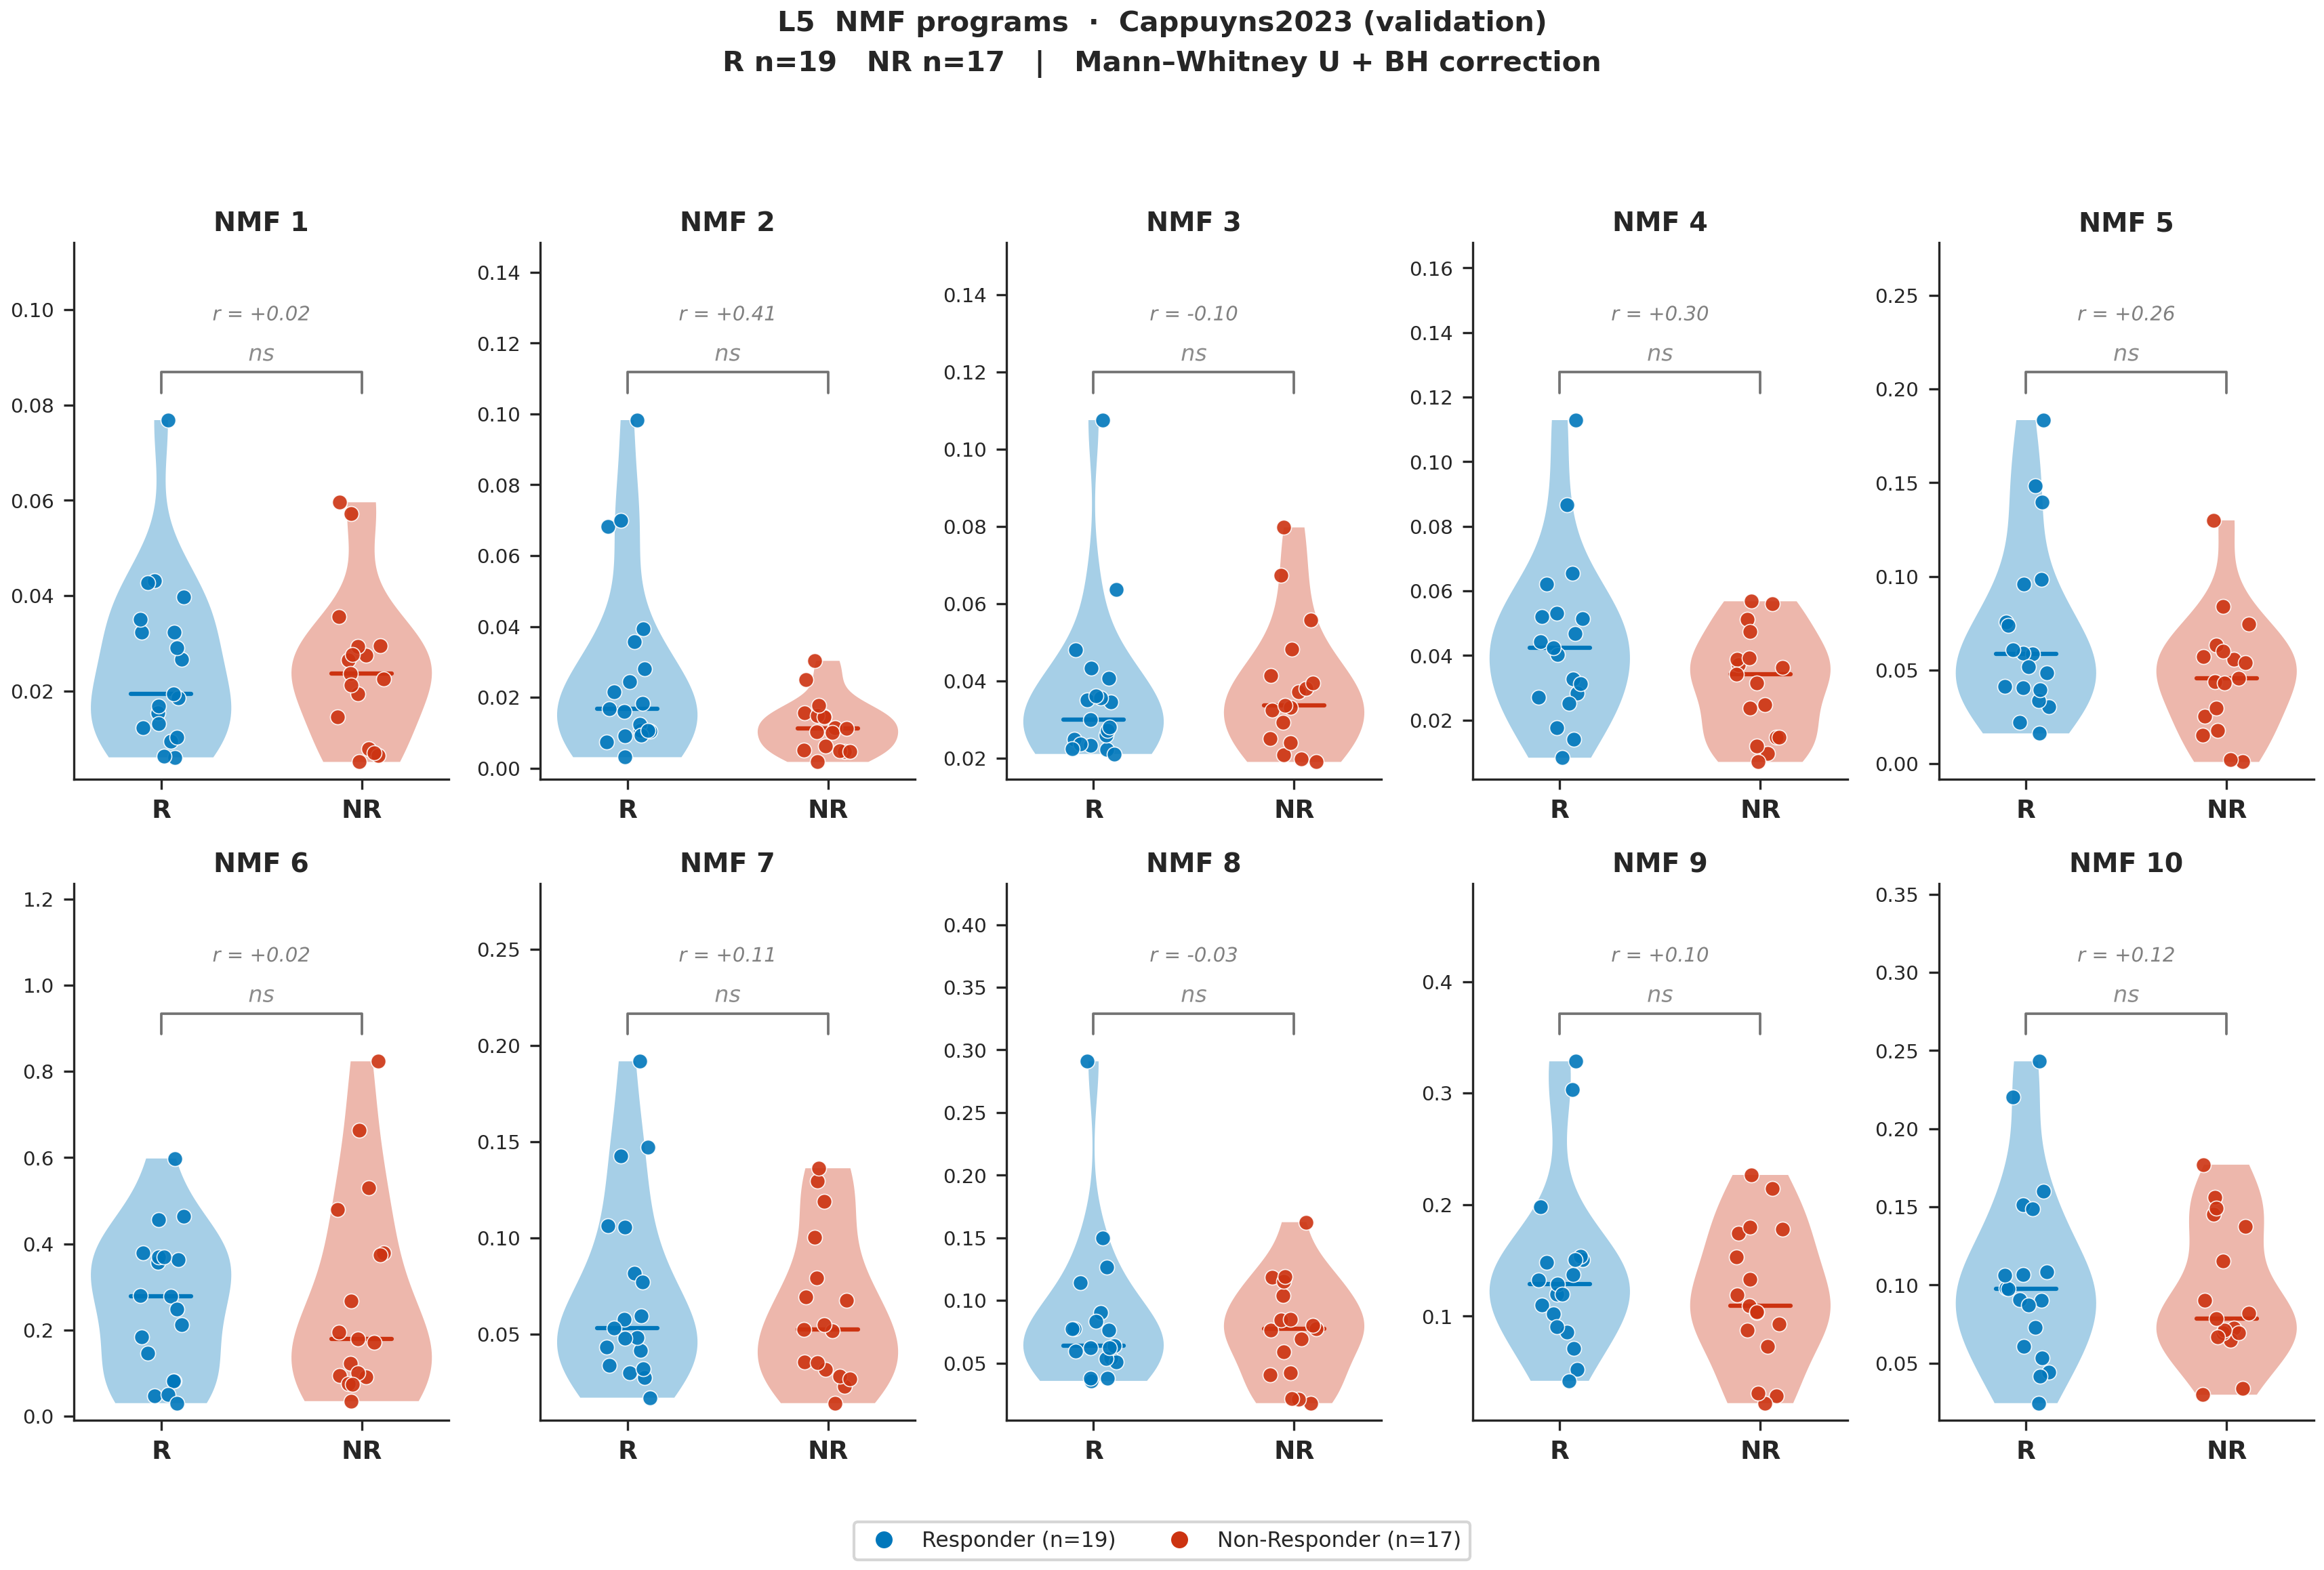 L5  NMF programs  ·  Cappuyns2023 (validation)
R n=19   NR n=17   |   Mann–Whitney U + BH correction
NMF 1
0.10
0.08
0.06
0.04
0.02
r = +0.02
ns
R
NR
NMF 2
0.14
0.12
0.10
0.08
0.06
0.04
0.02
0.00
r = +0.41
ns
R
NR
NMF 3
0.14
0.12
0.10
0.08
0.06
0.04
0.02
r = -0.10
ns
R
NR
NMF 4
0.16
0.14
0.12
0.10
0.08
0.06
0.04
0.02
r = +0.30
ns
R
NR
NMF 5
0.25
0.20
0.15
0.10
0.05
0.00
r = +0.26
ns
R
NR
NMF 6
1.2
1.0
0.8
0.6
0.4
0.2
0.0
r = +0.02
ns
R
NR
NMF 7
0.25
0.20
0.15
0.10
0.05
r = +0.11
ns
R
NR
NMF 8
0.40
0.35
0.30
0.25
0.20
0.15
0.10
0.05
r = -0.03
ns
R
NR
NMF 9
0.4
0.3
0.2
0.1
r = +0.10
ns
R
NR
NMF 10
0.35
0.30
0.25
0.20
0.15
0.10
0.05
r = +0.12
ns
R
NR
Responder (n=19)
Non-Responder (n=17)